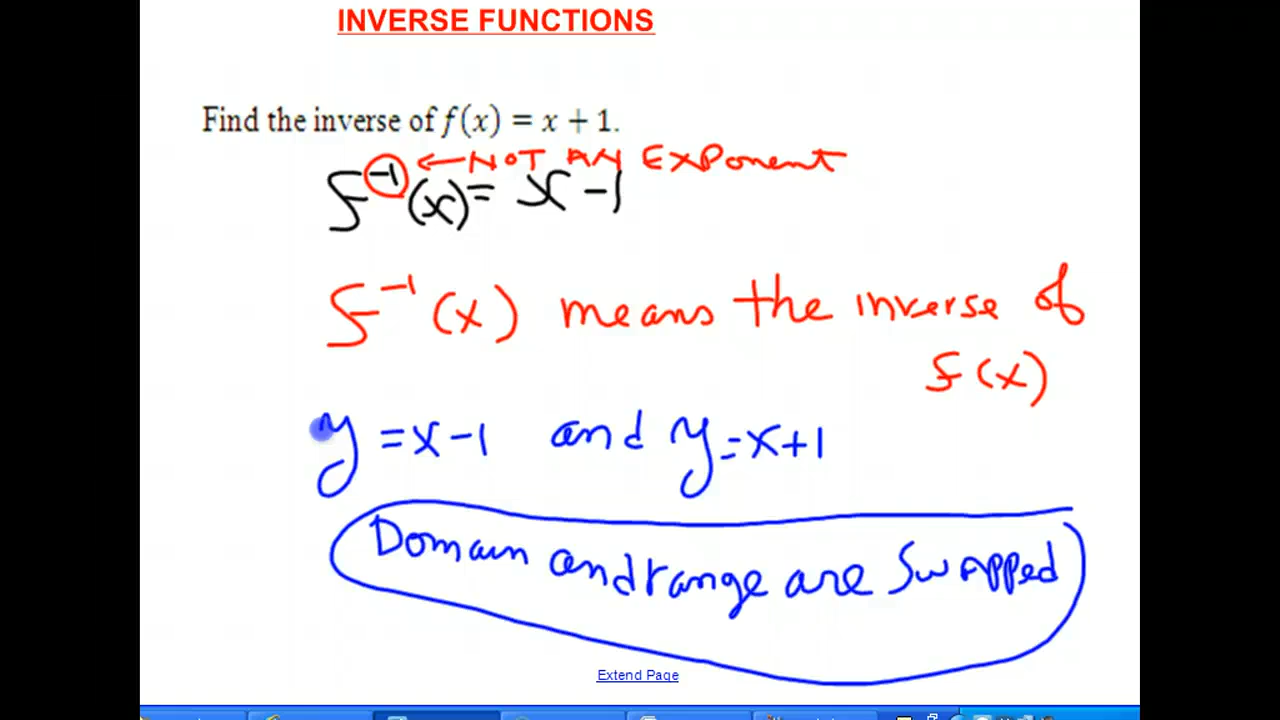 INVERSE FUNCTIONS
Find the inverse of f(x) = x + 1.
← NOT AN EXPONENT
f⁻¹(x) = x - 1
f⁻¹(x) means the inverse of
f(x)
y = x - 1 and y = x + 1
Domain and range are Swapped
Extend Page